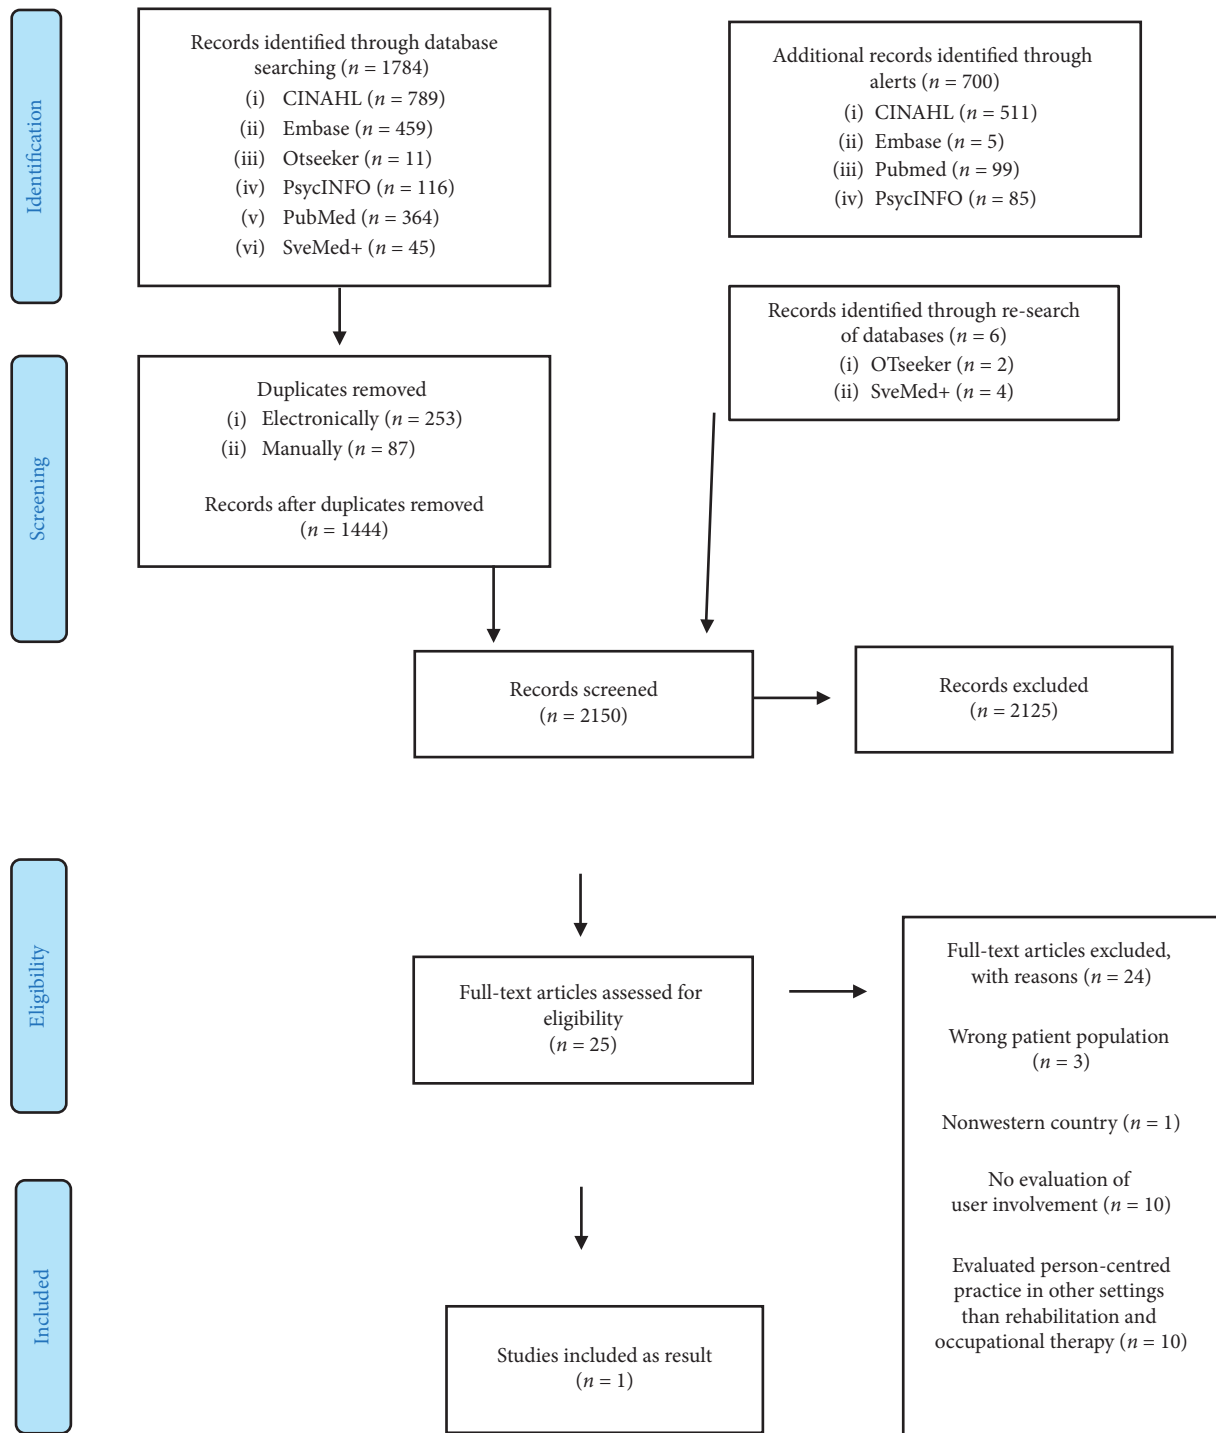 Identification
Records identified through database
searching (n = 1784)
(i) CINAHL (n = 789)
(ii) Embase (n = 459)
(iii) Otseeker (n = 11)
(iv) PsycINFO (n = 116)
(v) PubMed (n = 364)
(vi) SveMed+ (n = 45)
Additional records identified through
alerts (n = 700)
(i) CINAHL (n = 511)
(ii) Embase (n = 5)
(iii) Pubmed (n = 99)
(iv) PsycINFO (n = 85)
Records identified through re-search
of databases (n = 6)
(i) OTseeker (n = 2)
(ii) SveMed+ (n = 4)
Screening
Duplicates removed
(i) Electronically (n = 253)
(ii) Manually (n = 87)
Records after duplicates removed
(n = 1444)
Records screened
(n = 2150)
Records excluded
(n = 2125)
Eligibility
Full-text articles assessed for
eligibility
(n = 25)
Full-text articles excluded,
with reasons (n = 24)
Wrong patient population
(n = 3)
Nonwestern country (n = 1)
No evaluation of
user involvement (n = 10)
Evaluated person-centred
practice in other settings
than rehabilitation and
occupational therapy (n = 10)
Included
Studies included as result
(n = 1)